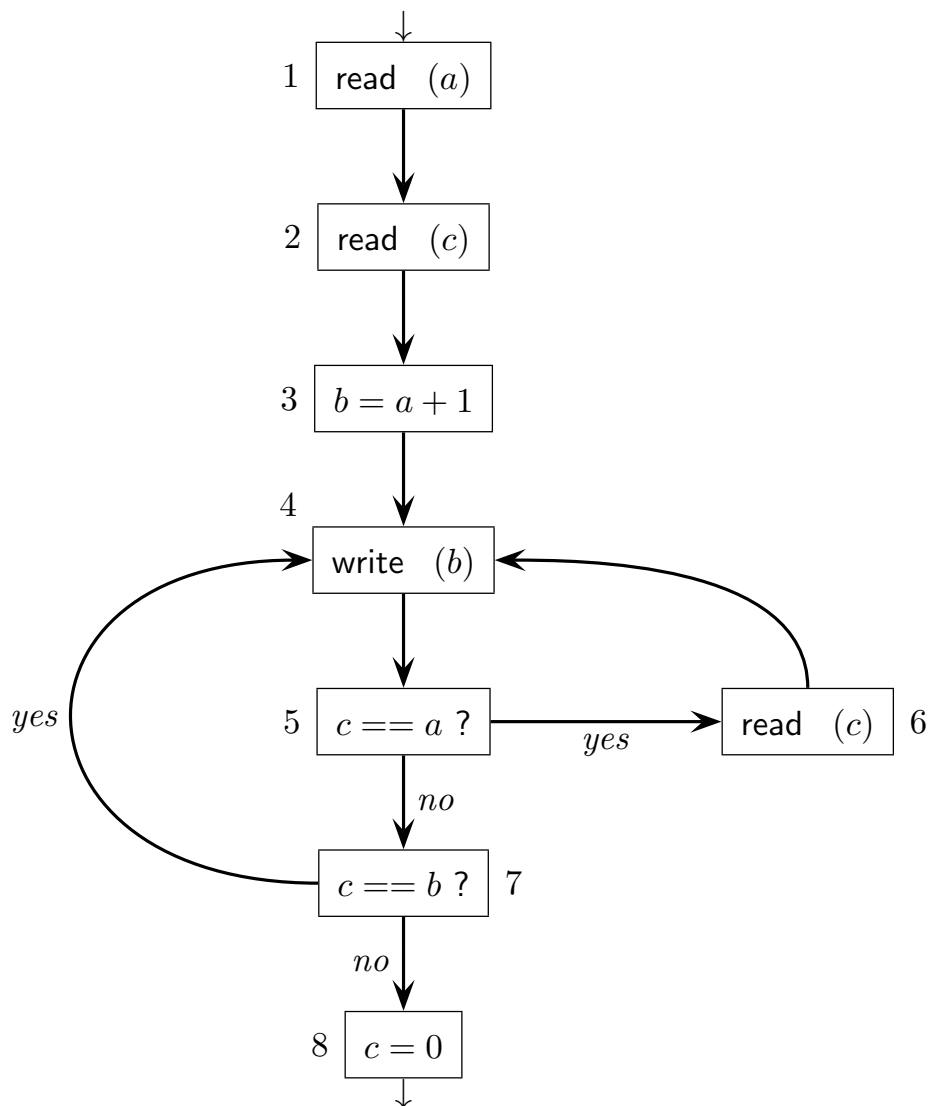 1 read (a)
2 read (c)
3 b = a + 1
4
write (b)
yes
5 c == a ?
yes
read (c) 6
no
c == b ? 7
no
8 c = 0